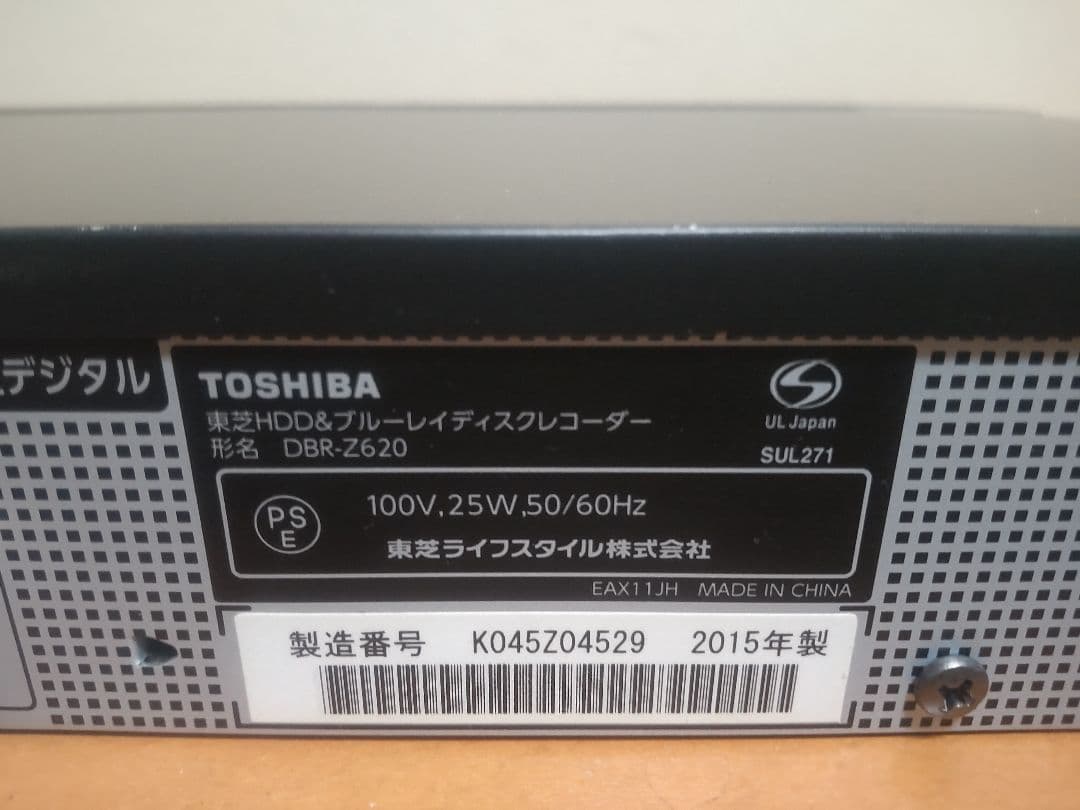 デジタル
TOSHIBA
東芝HDD&ブルーレイディスクレコーダー
形名 DBR-Z620
UL Japan
SUL271
PS
E
100V,25W,50/60Hz
東芝ライフスタイル株式会社
EAX11JH MADE IN CHINA
製造番号 K045Z04529 2015年製